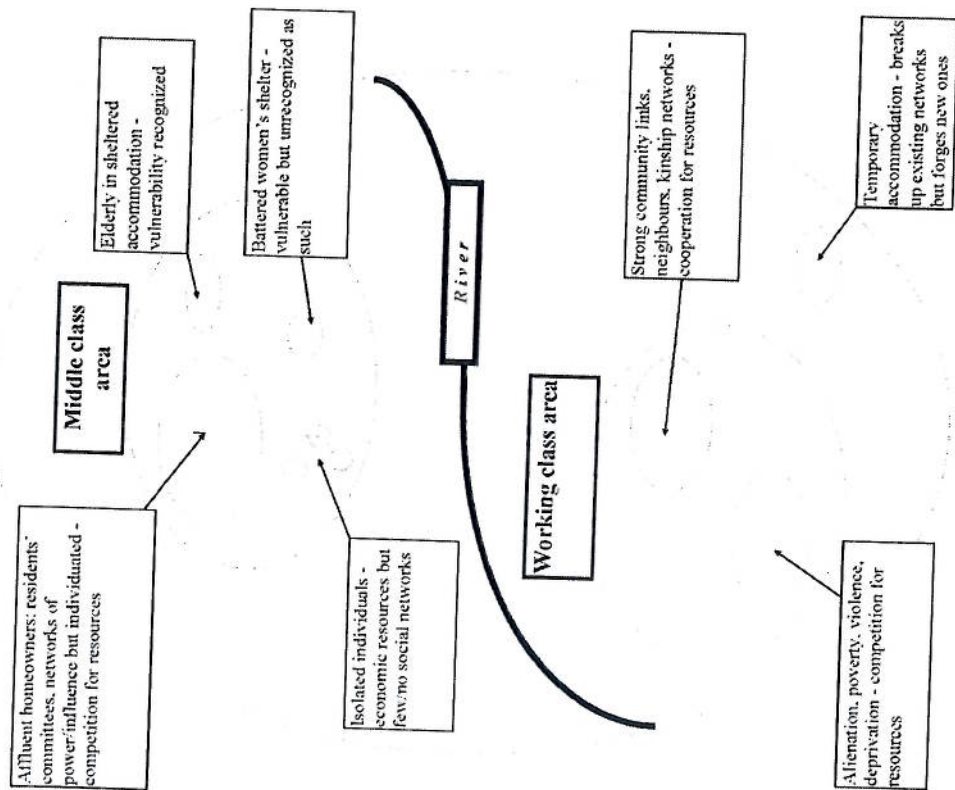 Affluent homeowners: residents'
committees, networks of
power/influence but individuated -
competition for resources
Middle class
area
Elderly in sheltered
accommodation -
vulnerability recognized
Isolated individuals -
economic resources but
few/no social networks
Battered women's shelter -
vulnerable but unrecognized as
such
River
Working class area
Strong community links,
neighbours, kinship networks -
cooperation for resources
Alienation, poverty, violence,
deprivation - competition for
resources
Temporary
accommodation - breaks
up existing networks
but forges new ones